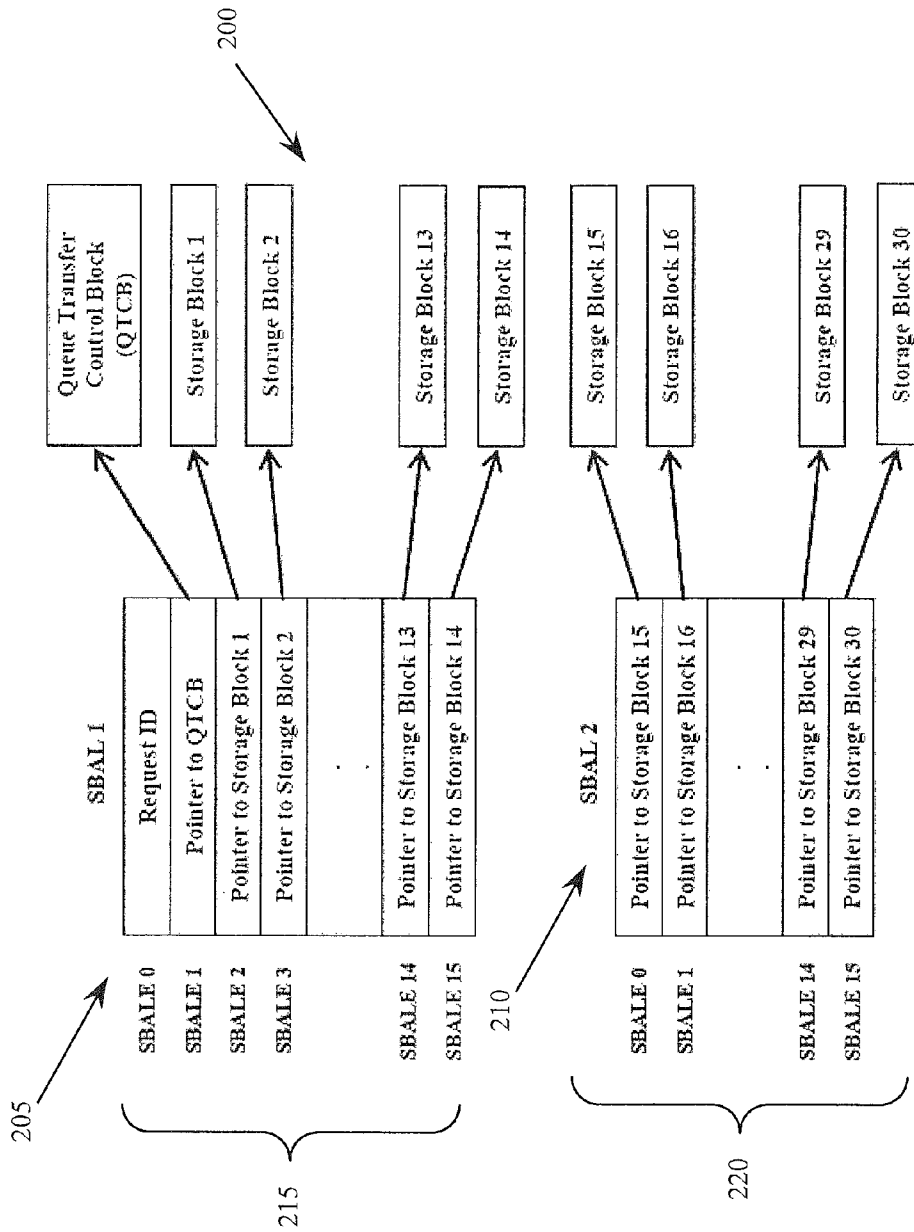 200
Queue Transfer
Control Block
(QTCB)
Storage Block 1
Storage Block 2
Storage Block 13
Storage Block 14
Storage Block 15
Storage Block 16
Storage Block 29
Storage Block 30
SBAL 1
Request ID
Pointer to QTCB
Pointer to Storage Block 1
Pointer to Storage Block 2
. .
Pointer to Storage Block 13
Pointer to Storage Block 14
SBAL 2
Pointer to Storage Block 15
Pointer to Storage Block 16
. .
Pointer to Storage Block 29
Pointer to Storage Block 30
205
SBALE 0
SBALE 1
SBALE 2
SBALE 3
SBALE 14
SBALE 15
210
SBALE 0
SBALE 1
SBALE 14
SBALE 15
215
220